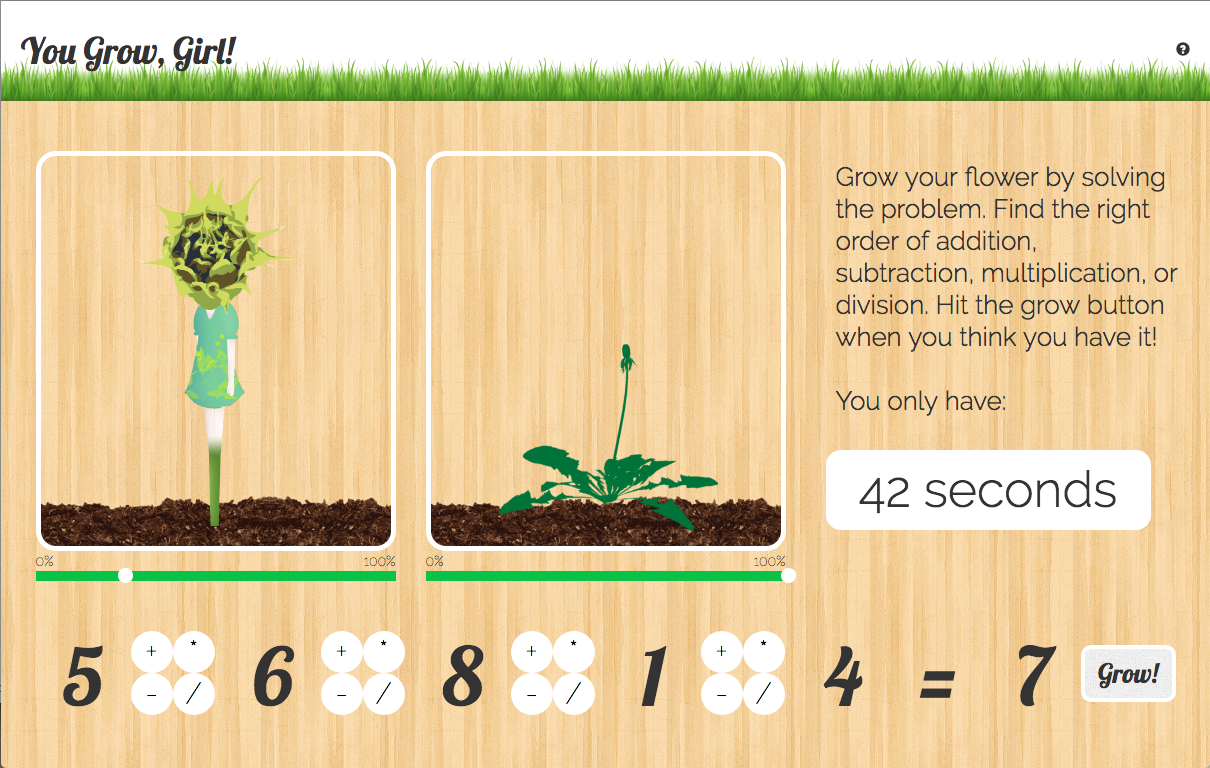 You Grow, Girl!
?
Grow your flower by solving
the problem. Find the right
order of addition,
subtraction, multiplication, or
division. Hit the grow button
when you think you have it!
You only have:
42 seconds
0% 100%
0% 100%
5 + * - / 6 + * - / 8 + * - / 1 + * - / 4 = 7 Grow!